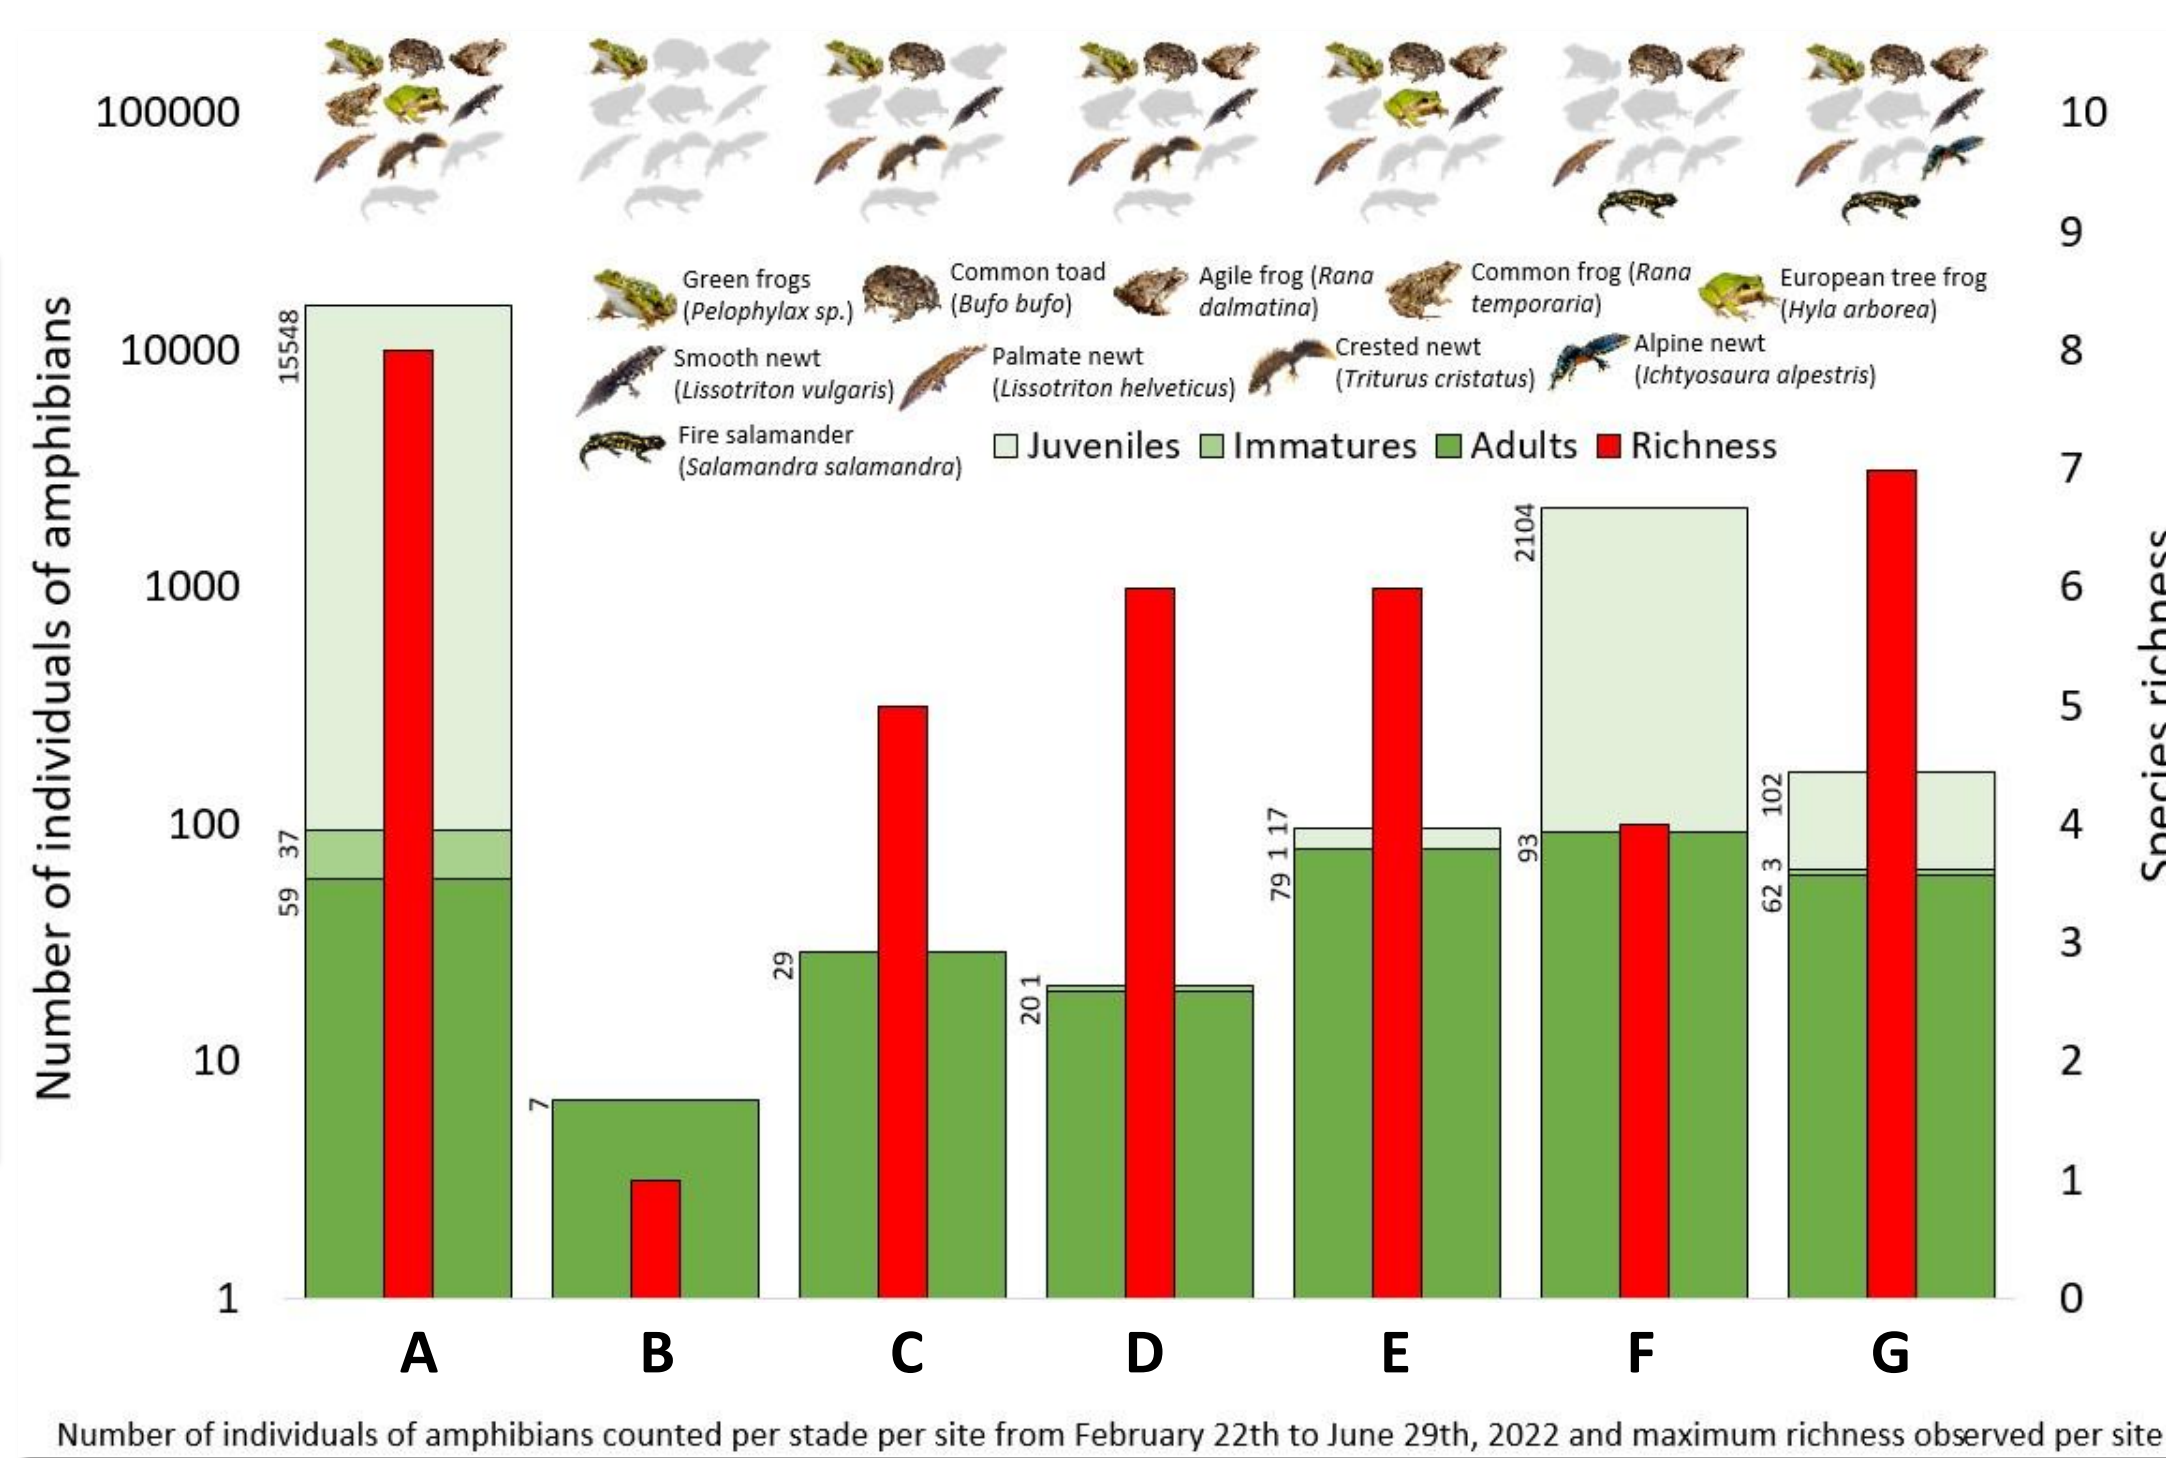 100000
10000
1000
100
10
1
Number of individuals of amphibians
10
9
8
7
6
5
4
3
2
1
0
Species richness
Green frogs
(Pelophylax sp.)
Common toad
(Bufo bufo)
Agile frog (Rana
dalmatina)
Common frog (Rana
temporaria)
European tree frog
(Hyla arborea)
Smooth newt
(Lissotriton vulgaris)
Palmate newt
(Lissotriton helveticus)
Crested newt
(Triturus cristatus)
Alpine newt
(Ichtyosaura alpestris)
Fire salamander
(Salamandra salamandra)
Juveniles Immatures Adults Richness
15548
37
59
7
29
20 1
79 1 17
2104
93
102
3
62
A B C D E F G
Number of individuals of amphibians counted per stade per site from February 22th to June 29th, 2022 and maximum richness observed per site